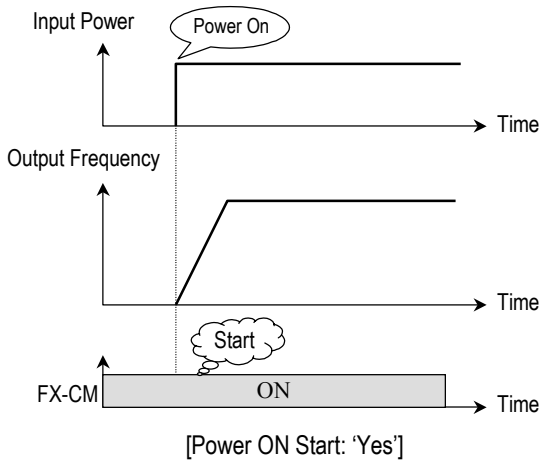 Input Power
Power On
Time
Output Frequency
Time
Start
FX-CM
ON
Time
[Power ON Start: ‘Yes’]